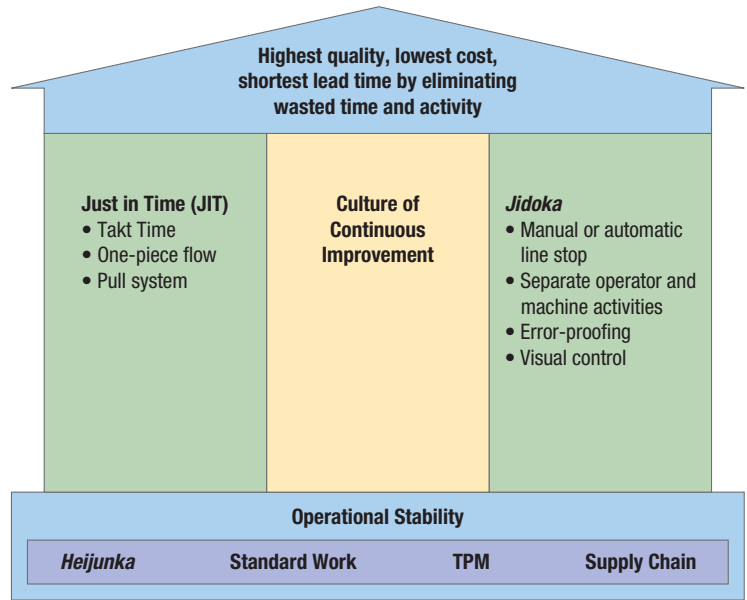 Highest quality, lowest cost,
shortest lead time by eliminating
wasted time and activity
Just in Time (JIT)
• Takt Time
• One-piece flow
• Pull system
Culture of
Continuous
Improvement
Jidoka
• Manual or automatic
line stop
• Separate operator and
machine activities
• Error-proofing
• Visual control
Operational Stability
Heijunka Standard Work TPM Supply Chain